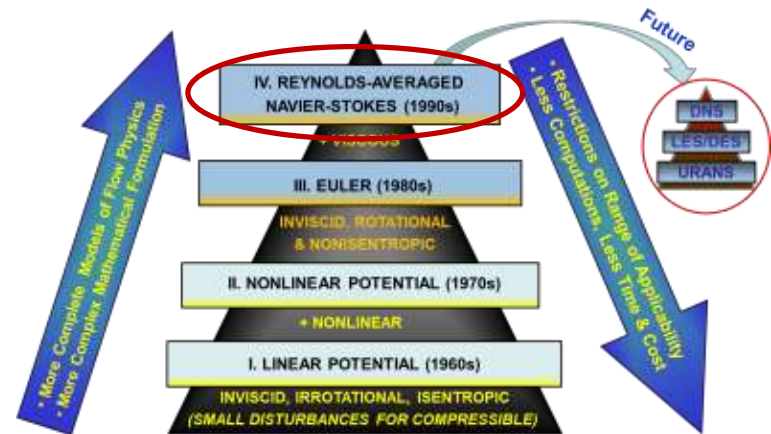 IV. REYNOLDS-AVERAGED
NAVIER-STOKES (1990s)
+ VISCOUS
III. EULER (1980s)
INVISCID, ROTATIONAL
& NONISENTROPIC
II. NONLINEAR POTENTIAL (1970s)
+ NONLINEAR
I. LINEAR POTENTIAL (1960s)
INVISCID, IRROTATIONAL, ISENTROPIC
(SMALL DISTURBANCES FOR COMPRESSIBLE)
• More Complete Models of Flow Physics
• More Complex Mathematical Formulation
• Restrictions on Range of Applicability
• Less Computations, Less Time & Cost
Future
DNS
LES/DES
URANS